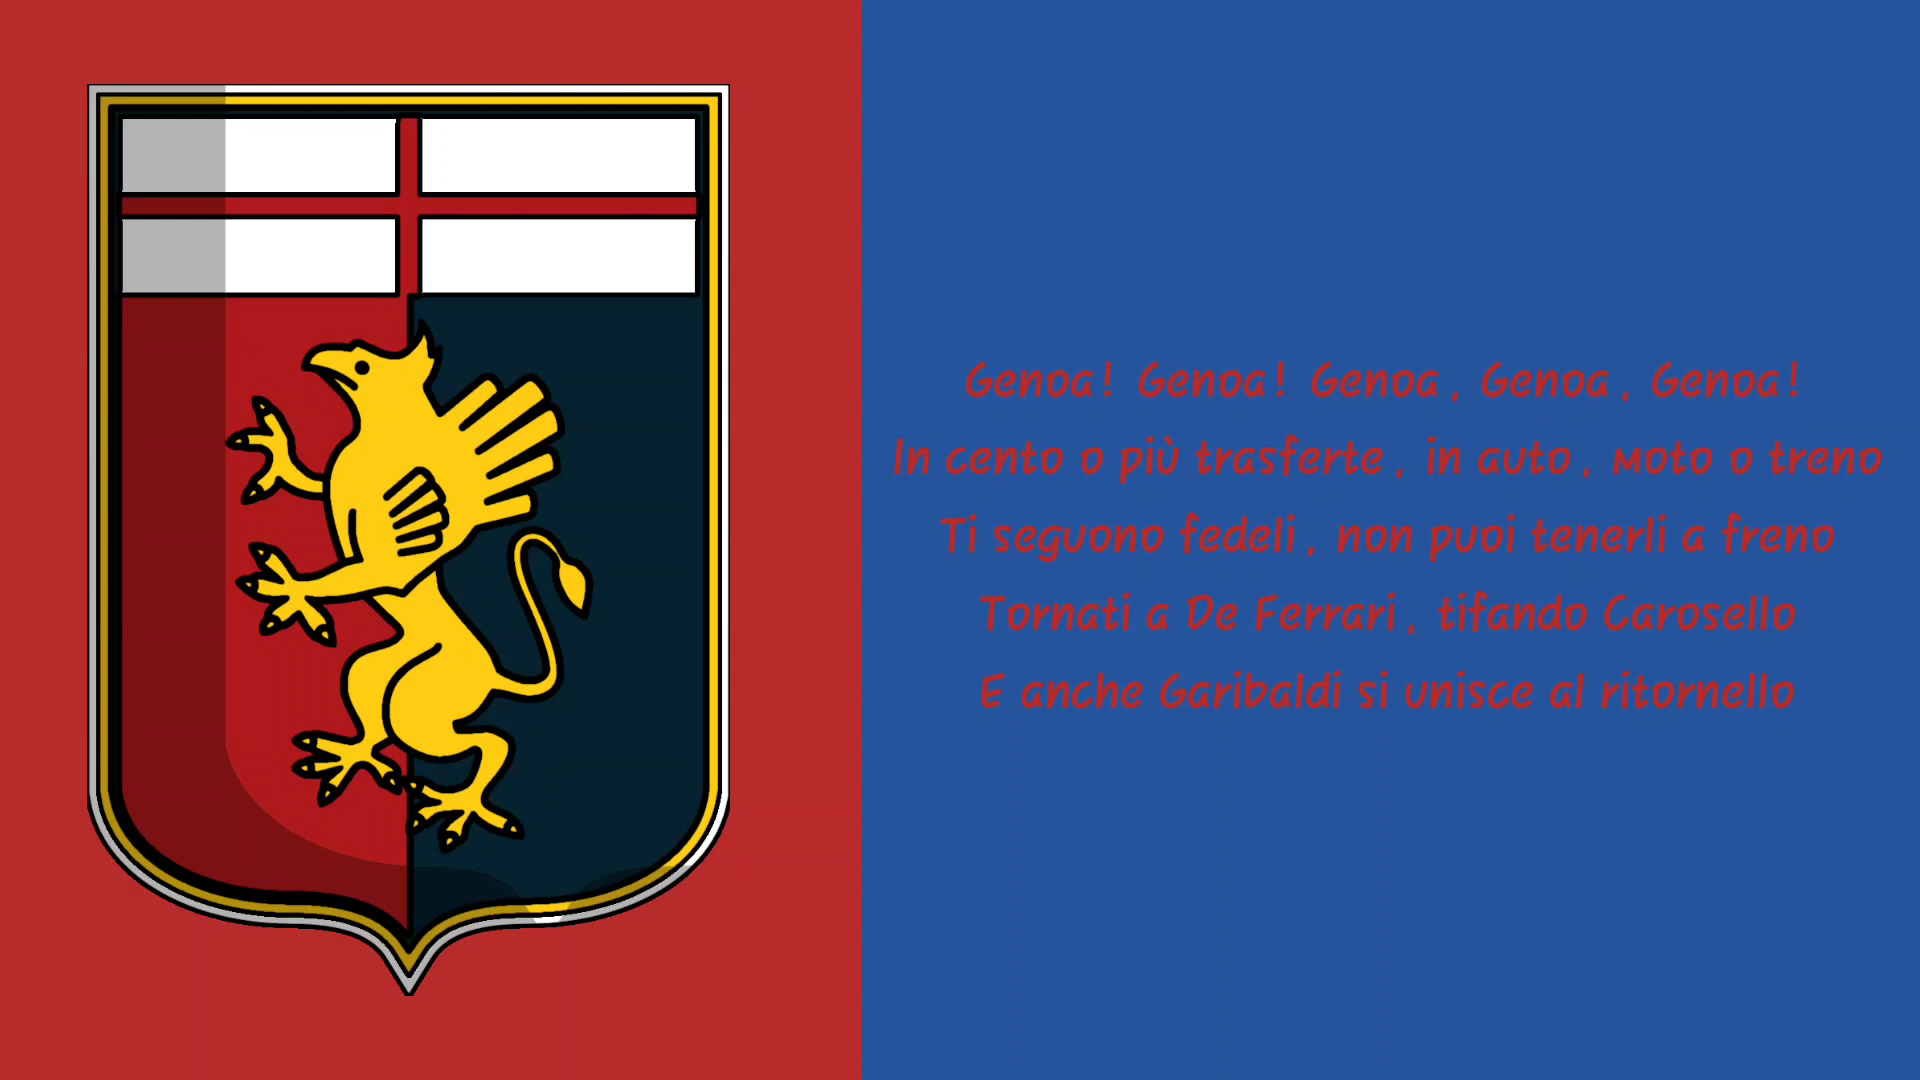 Genoa! Genoa! Genoa, Genoa, Genoa!
In cento o più trasferte, in auto, moto o treno
Ti seguono fedeli, non puoi tenerli a freno
Tornati a De Ferrari, tifando Carosello
E anche Garibaldi si unisce al ritornello